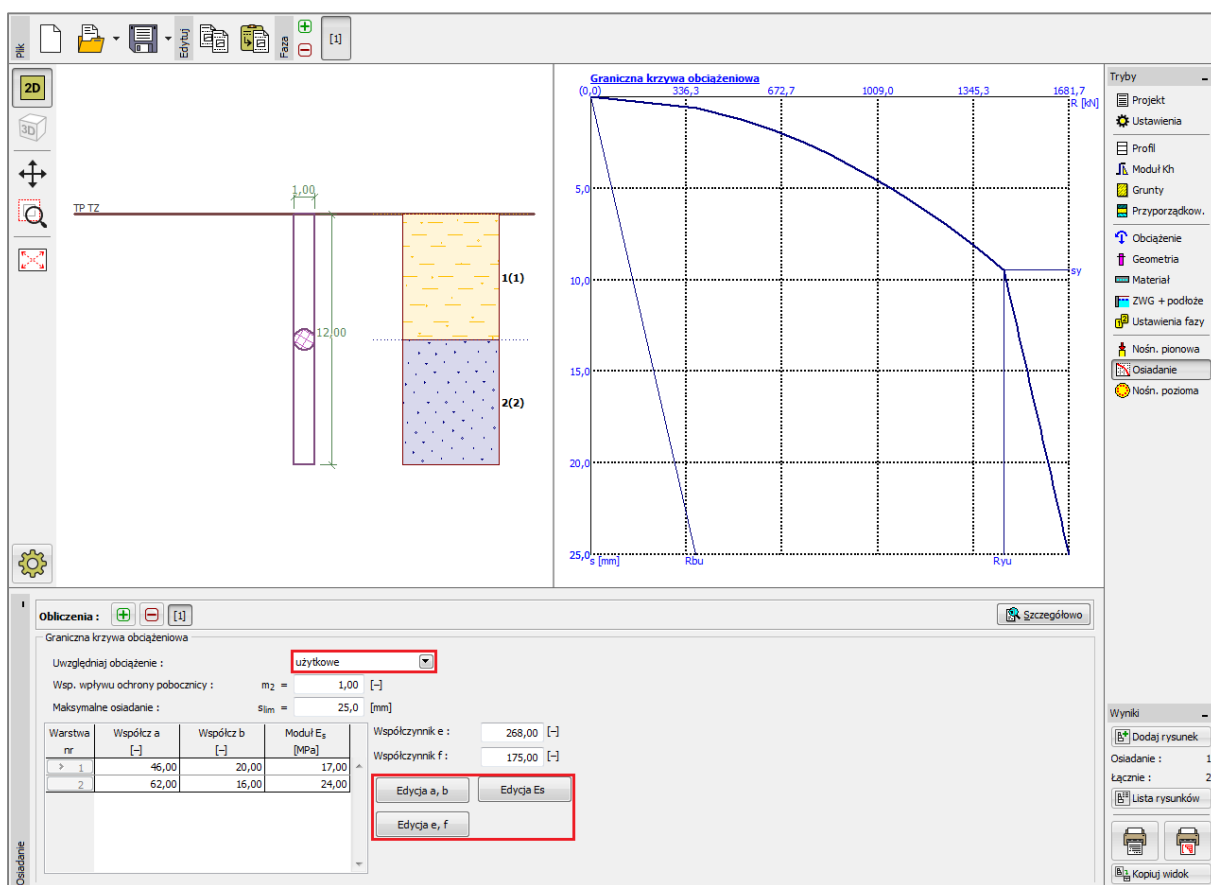 Plik
Edytuj
Faza
[1]
2D
3D
TP TZ
1,00
12,00
1(1)
2(2)
Graniczna krzywa obciążeniowa
(0,0) 336,3 672,7 1009,0 1345,3 1681,7
R [kN]
5,0
10,0
sy
15,0
20,0
25,0
s [mm]
Rbu
Ryu
Tryby
Projekt
Ustawienia
Profil
Moduł Kh
Grunty
Przyporządkow.
Obciążenie
Geometria
Materiał
ZWG + podłoże
Ustawienia fazy
Nośn. pionowa
Osiadanie
Nośn. pozioma
Osiadanie
Obliczenia : [1]
Szczegółowo
Graniczna krzywa obciążeniowa
Uwzględniaj obciążenie : użytkowe
Wsp. wpływu ochrony pobocznicy : m2 = 1,00 [–]
Maksymalne osiadanie : slim = 25,0 [mm]
Warstwa Współcz a Współcz b Moduł Es
nr [–] [–] [MPa]
> 1 46,00 20,00 17,00
2 62,00 16,00 24,00
Współczynnik e : 268,00 [–]
Współczynnik f : 175,00 [–]
Edycja a, b Edycja Es
Edycja e, f
Wyniki
Dodaj rysunek
Osiadanie : 1
Łącznie : 2
Lista rysunków
Kopiuj widok